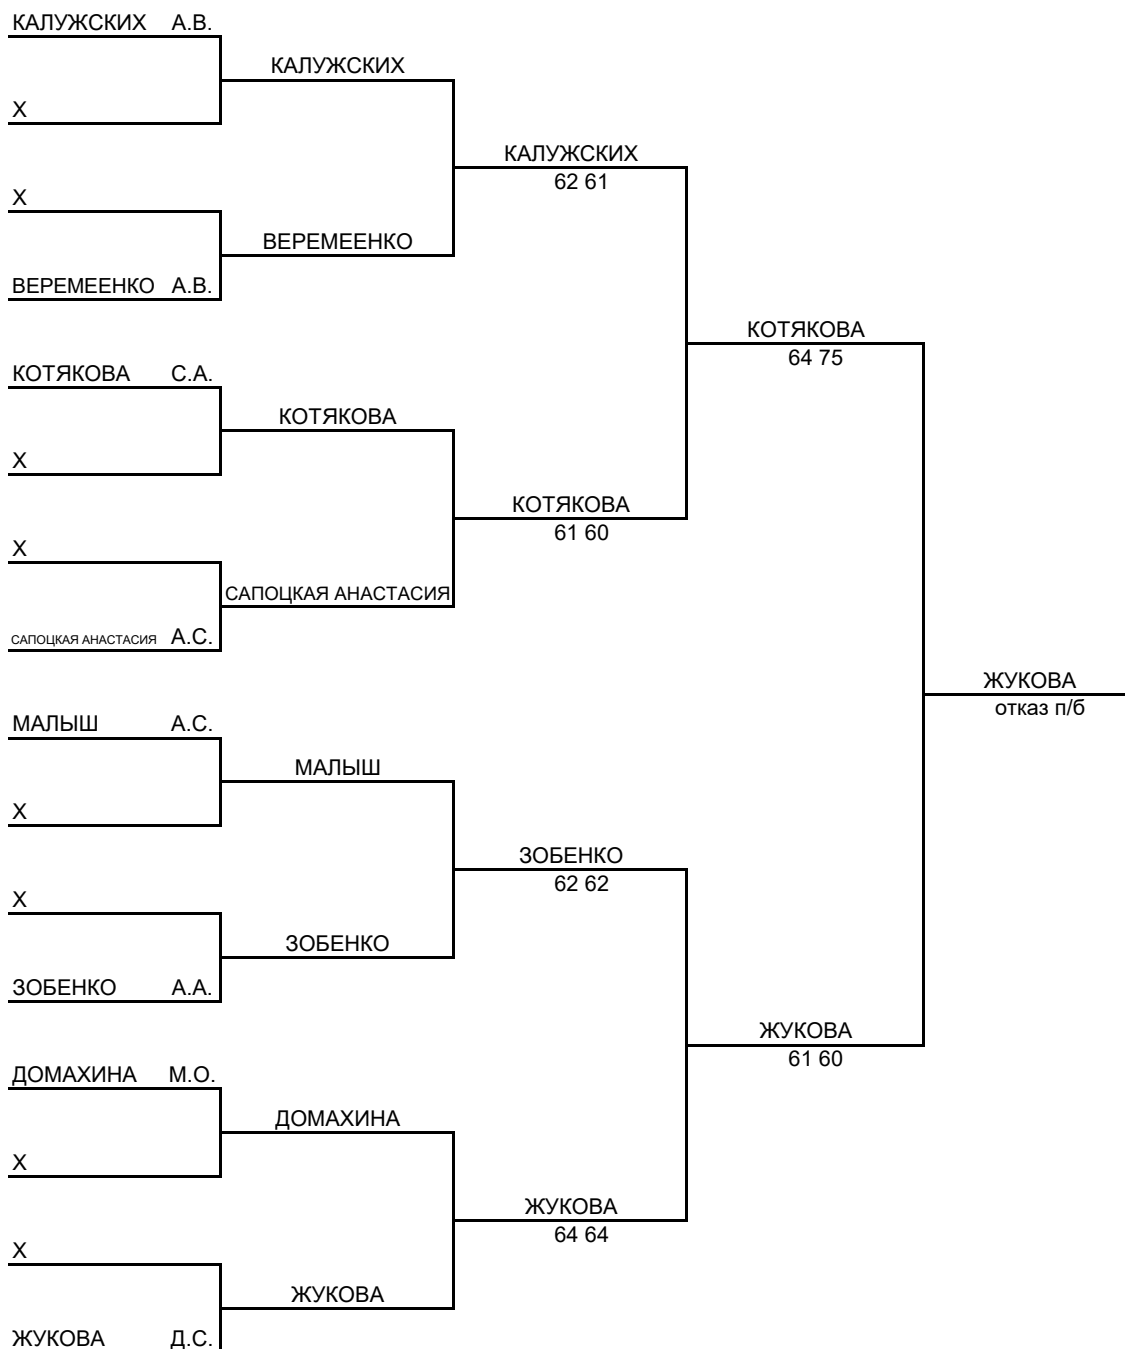 КАЛУЖСКИХ А.В.
КАЛУЖСКИХ
Х
КАЛУЖСКИХ
62 61
Х
ВЕРЕМЕЕНКО
ВЕРЕМЕЕНКО А.В.
КОТЯКОВА
64 75
КОТЯКОВА С.А.
КОТЯКОВА
Х
КОТЯКОВА
61 60
Х
САПОЦКАЯ АНАСТАСИЯ
САПОЦКАЯ АНАСТАСИЯ А.С.
ЖУКОВА
отказ п/б
МАЛЫШ А.С.
МАЛЫШ
Х
ЗОБЕНКО
62 62
Х
ЗОБЕНКО
ЗОБЕНКО А.А.
ЖУКОВА
61 60
ДОМАХИНА М.О.
ДОМАХИНА
Х
ЖУКОВА
64 64
Х
ЖУКОВА
ЖУКОВА Д.С.